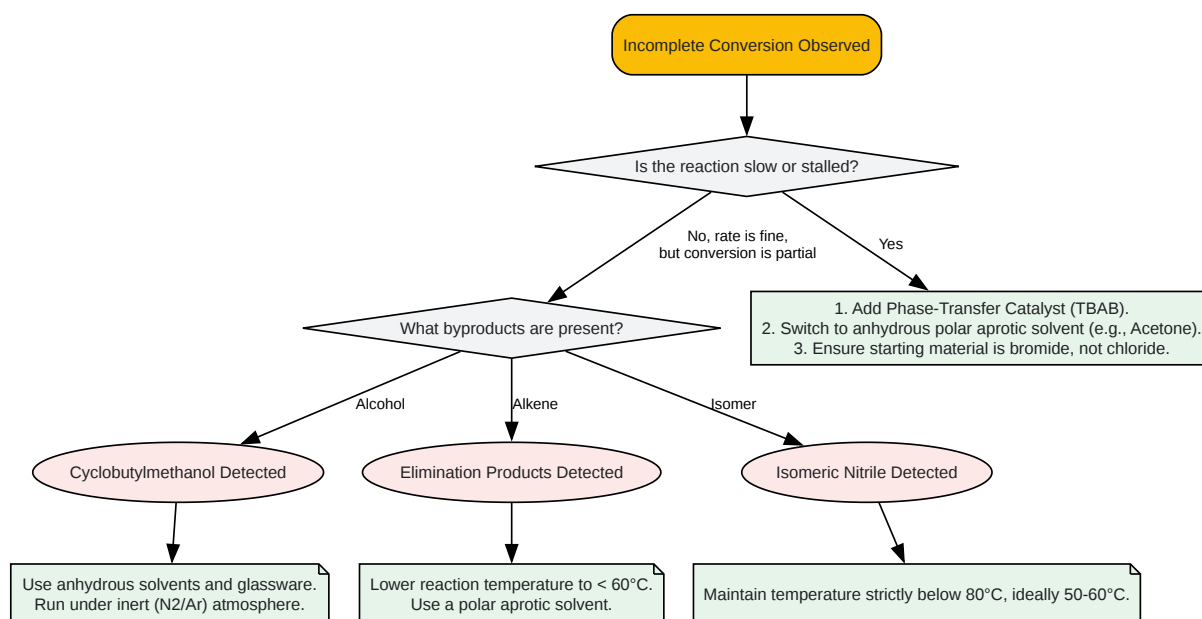 Incomplete Conversion Observed
Is the reaction slow or stalled?
No, rate is fine,
but conversion is partial
Yes
1. Add Phase-Transfer Catalyst (TBAB).
2. Switch to anhydrous polar aprotic solvent (e.g., Acetone).
3. Ensure starting material is bromide, not chloride.
What byproducts are present?
Alcohol
Alkene
Isomer
Cyclobutylmethanol Detected
Elimination Products Detected
Isomeric Nitrile Detected
Use anhydrous solvents and glassware.
Run under inert (N2/Ar) atmosphere.
Lower reaction temperature to < 60°C.
Use a polar aprotic solvent.
Maintain temperature strictly below 80°C, ideally 50-60°C.